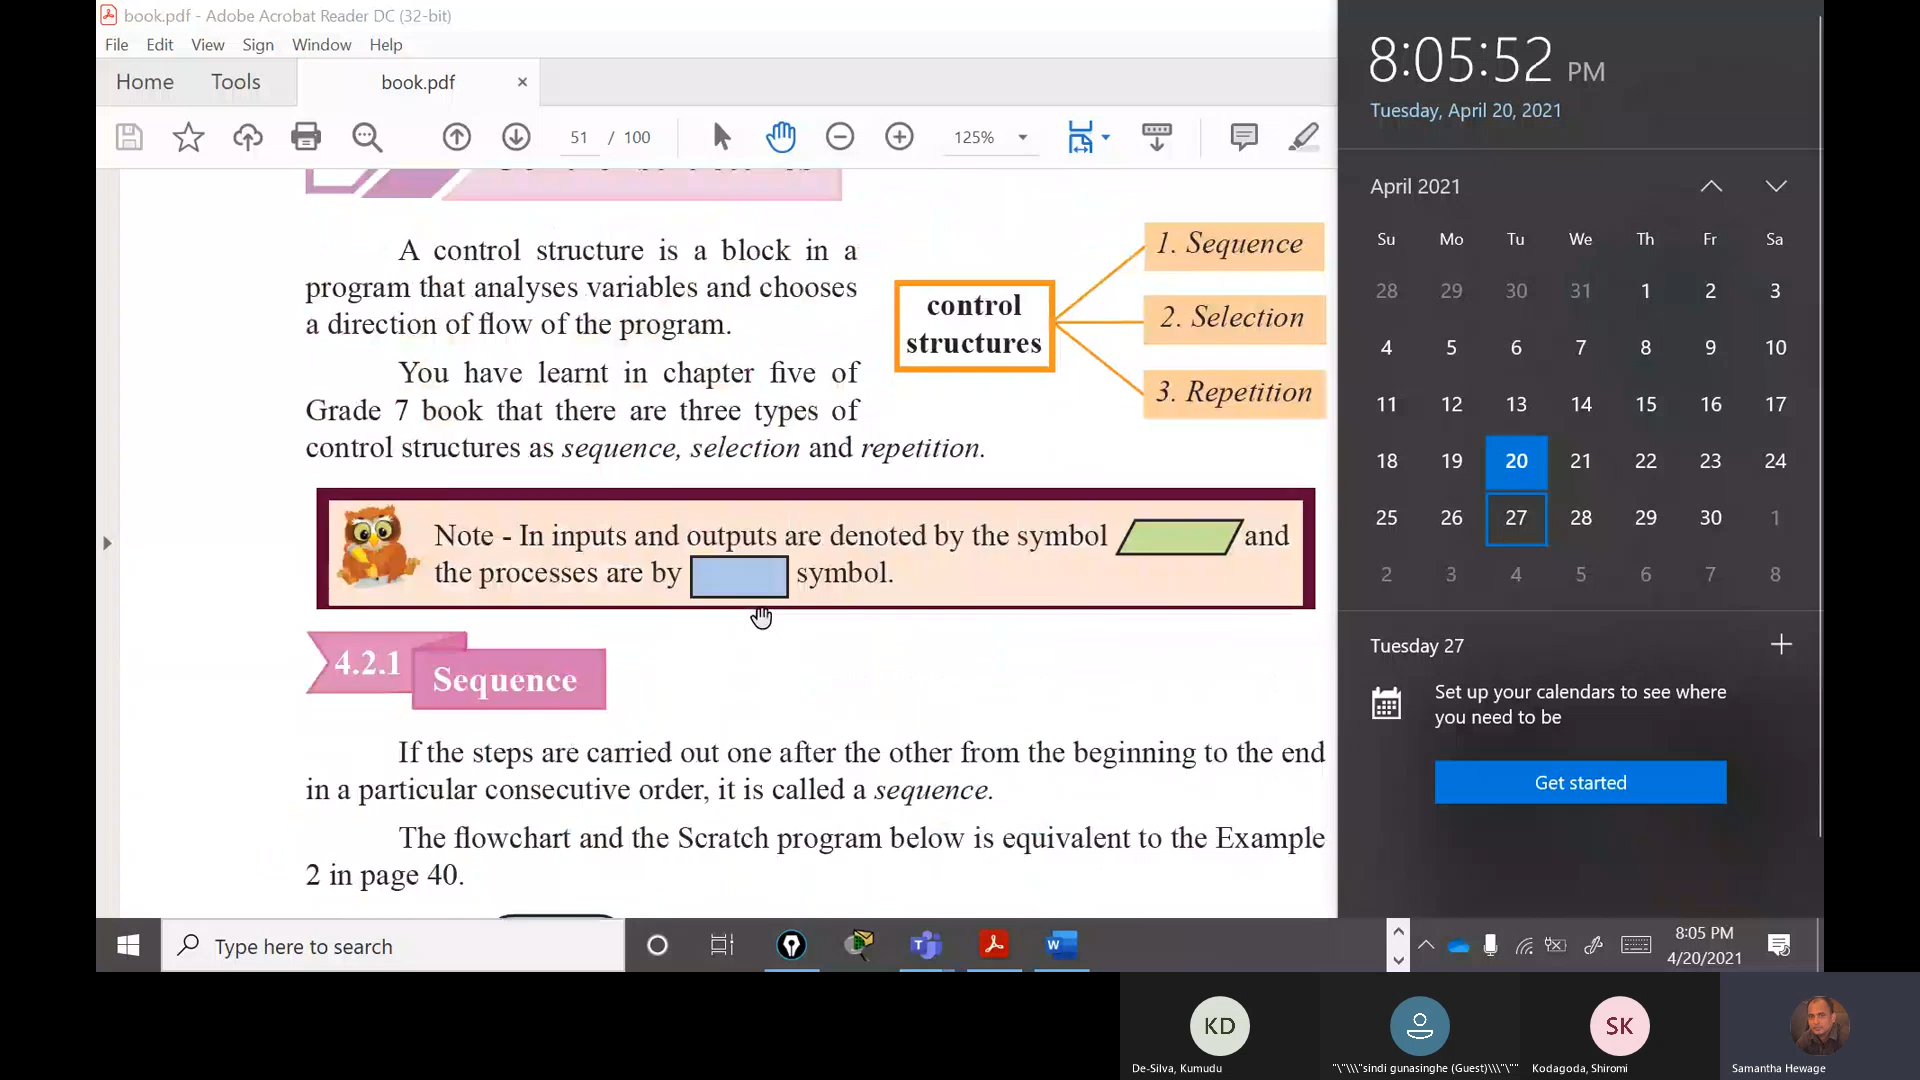 book.pdf - Adobe Acrobat Reader DC (32-bit)
File Edit View Sign Window Help
Home Tools book.pdf ×
51 / 100 125%
A control structure is a block in a
program that analyses variables and chooses
a direction of flow of the program.
You have learnt in chapter five of
Grade 7 book that there are three types of
control structures as sequence, selection and repetition.
control
structures
1. Sequence
2. Selection
3. Repetition
Note - In inputs and outputs are denoted by the symbol and
the processes are by symbol.
4.2.1 Sequence
If the steps are carried out one after the other from the beginning to the end
in a particular consecutive order, it is called a sequence.
The flowchart and the Scratch program below is equivalent to the Example
2 in page 40.
8:05:52 PM
Tuesday, April 20, 2021
April 2021
Su Mo Tu We Th Fr Sa
28 29 30 31 1 2 3
4 5 6 7 8 9 10
11 12 13 14 15 16 17
18 19 20 21 22 23 24
25 26 27 28 29 30 1
2 3 4 5 6 7 8
Tuesday 27
Set up your calendars to see where
you need to be
Get started
Type here to search
8:05 PM
4/20/2021
KD
SK
De-Silva, Kumudu
"\"\\\"sindi gunasinghe (Guest)\\\"\""
Kodagoda, Shiromi
Samantha Hewage